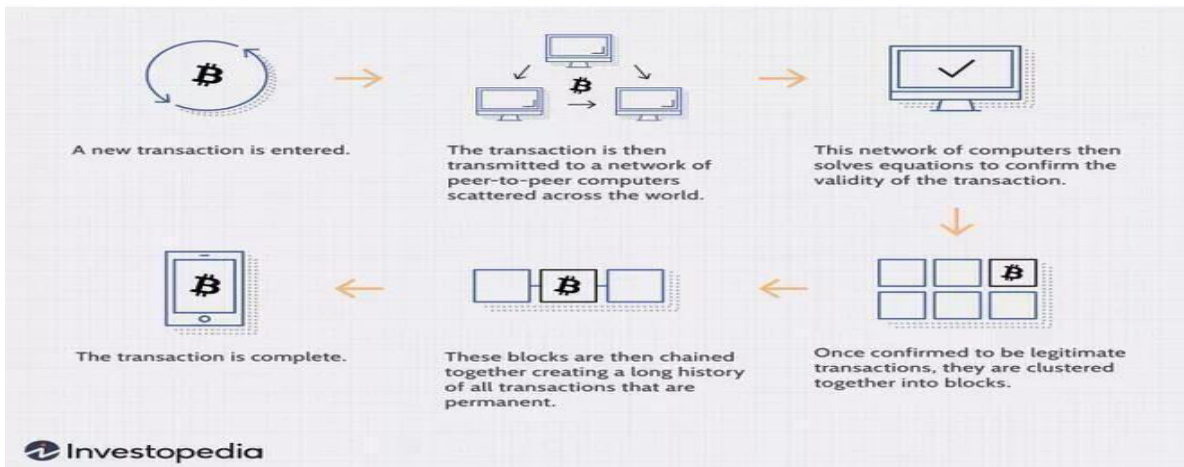 A new transaction is entered.
The transaction is then
transmitted to a network of
peer-to-peer computers
scattered across the world.
This network of computers then
solves equations to confirm the
validity of the transaction.
Once confirmed to be legitimate
transactions, they are clustered
together into blocks.
These blocks are then chained
together creating a long history
of all transactions that are
permanent.
The transaction is complete.
Investopedia